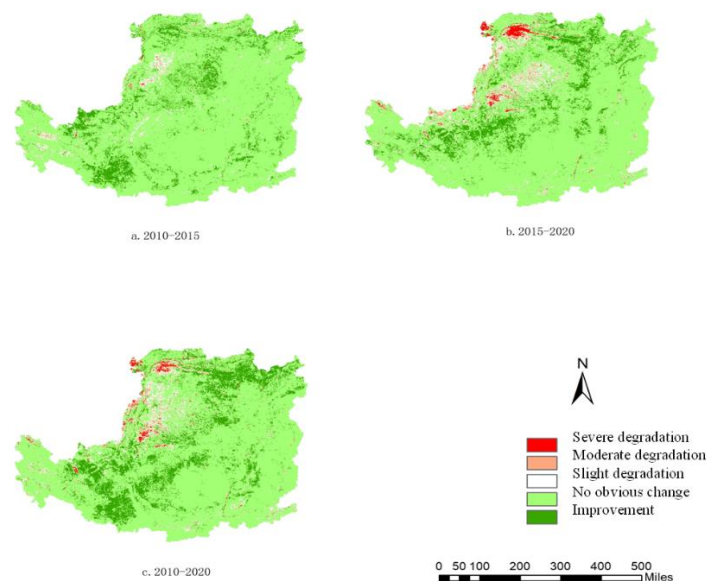 a. 2010-2015
b. 2015-2020
c. 2010-2020
N
Severe degradation
Moderate degradation
Slight degradation
No obvious change
Improvement
0 50 100 200 300 400 500
Miles